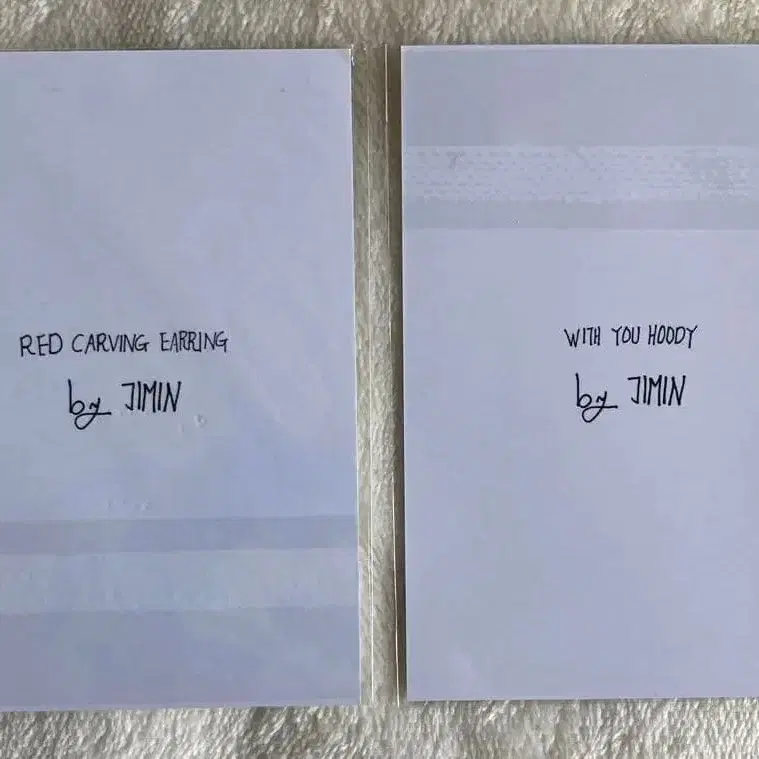 RED CARVING EARRING
by JIMIN
WITH YOU HOODY
by JIMIN